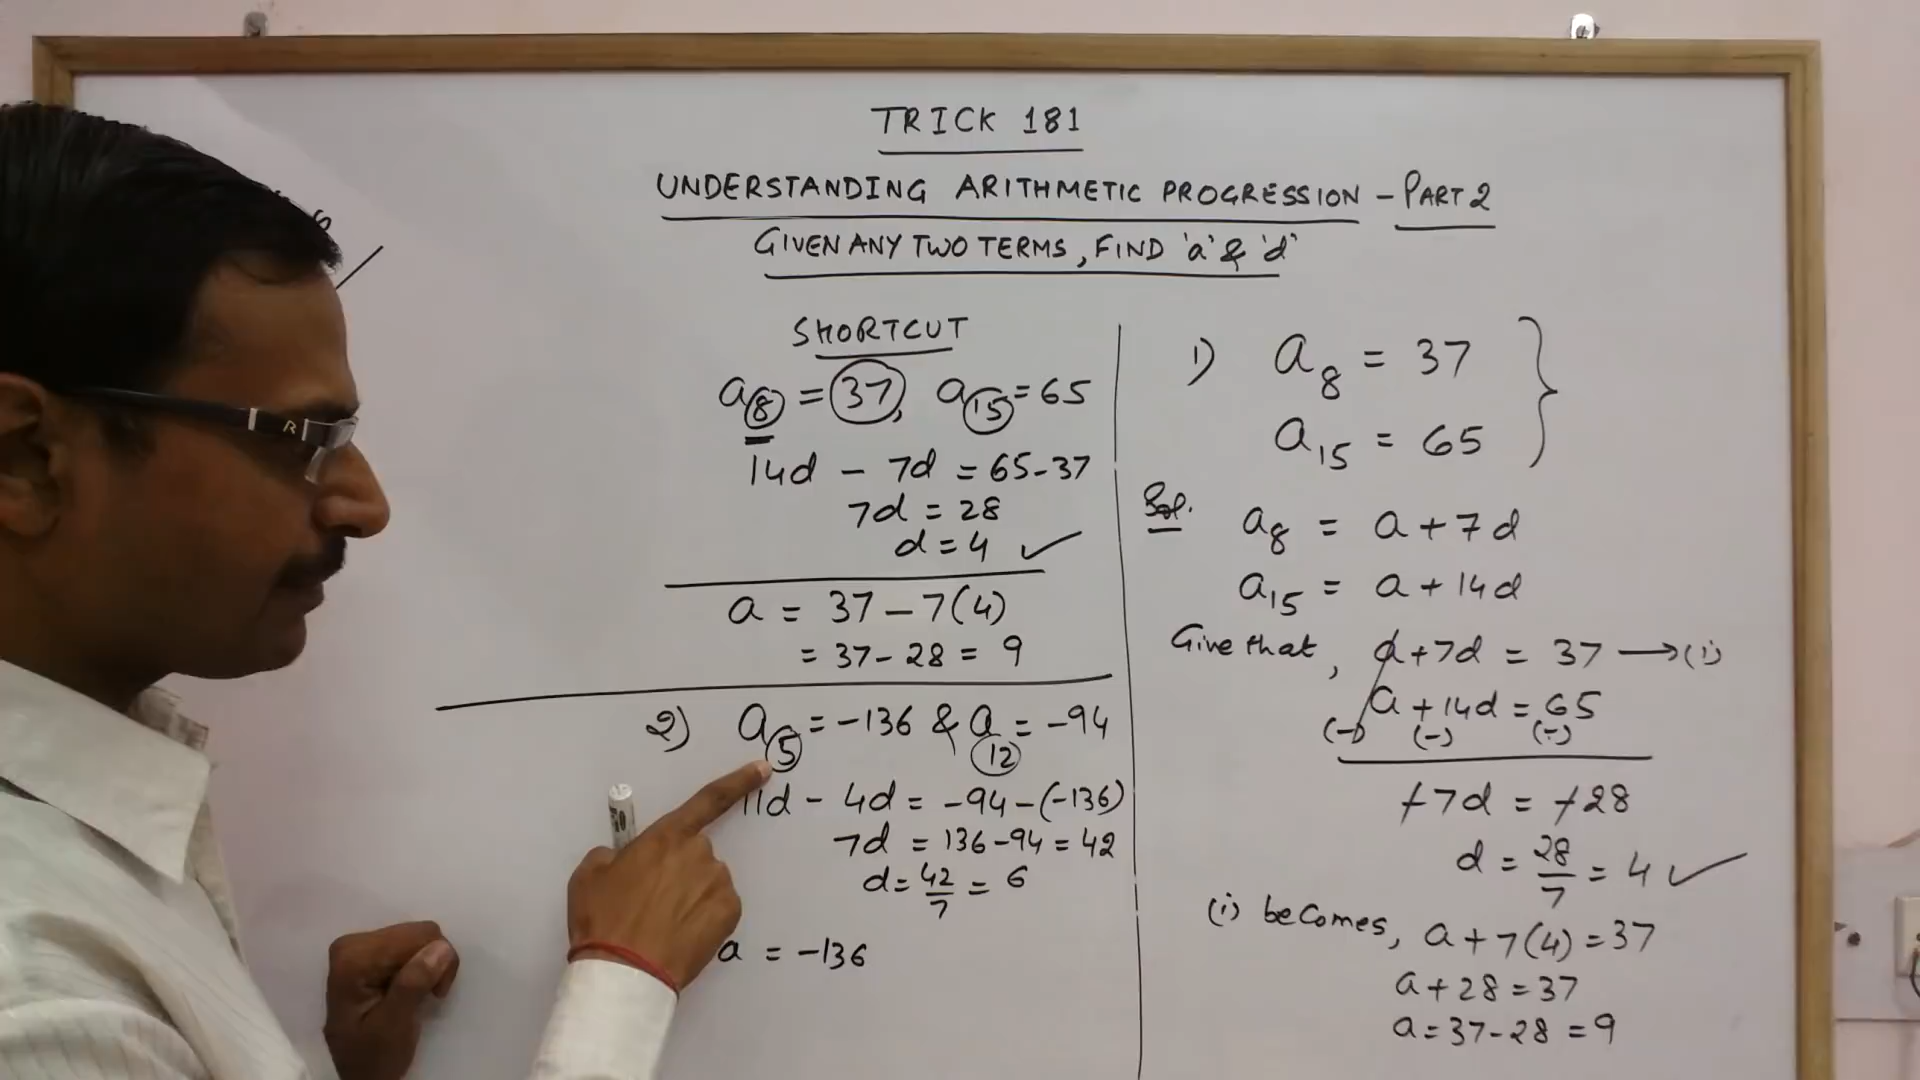 TRICK 181
UNDERSTANDING ARITHMETIC PROGRESSION - PART 2
GIVEN ANY TWO TERMS, FIND 'a' & 'd'
SHORTCUT
a₈ = 37, a₁₅ = 65
14d - 7d = 65-37
7d = 28
d = 4 ✓
a = 37 - 7(4)
= 37 - 28 = 9
2) a₅ = -136 & a₁₂ = -94
11d - 4d = -94-(-136)
7d = 136-94 = 42
d = 42/7 = 6
a = -136
1) a₈ = 37
a₁₅ = 65
Sol. a₈ = a + 7d
a₁₅ = a + 14d
Give that, a + 7d = 37 → (i)
a + 14d = 65
(-) (-) (-)
-7d = -28
d = 28/7 = 4 ✓
(i) becomes, a + 7(4) = 37
a + 28 = 37
a = 37 - 28 = 9